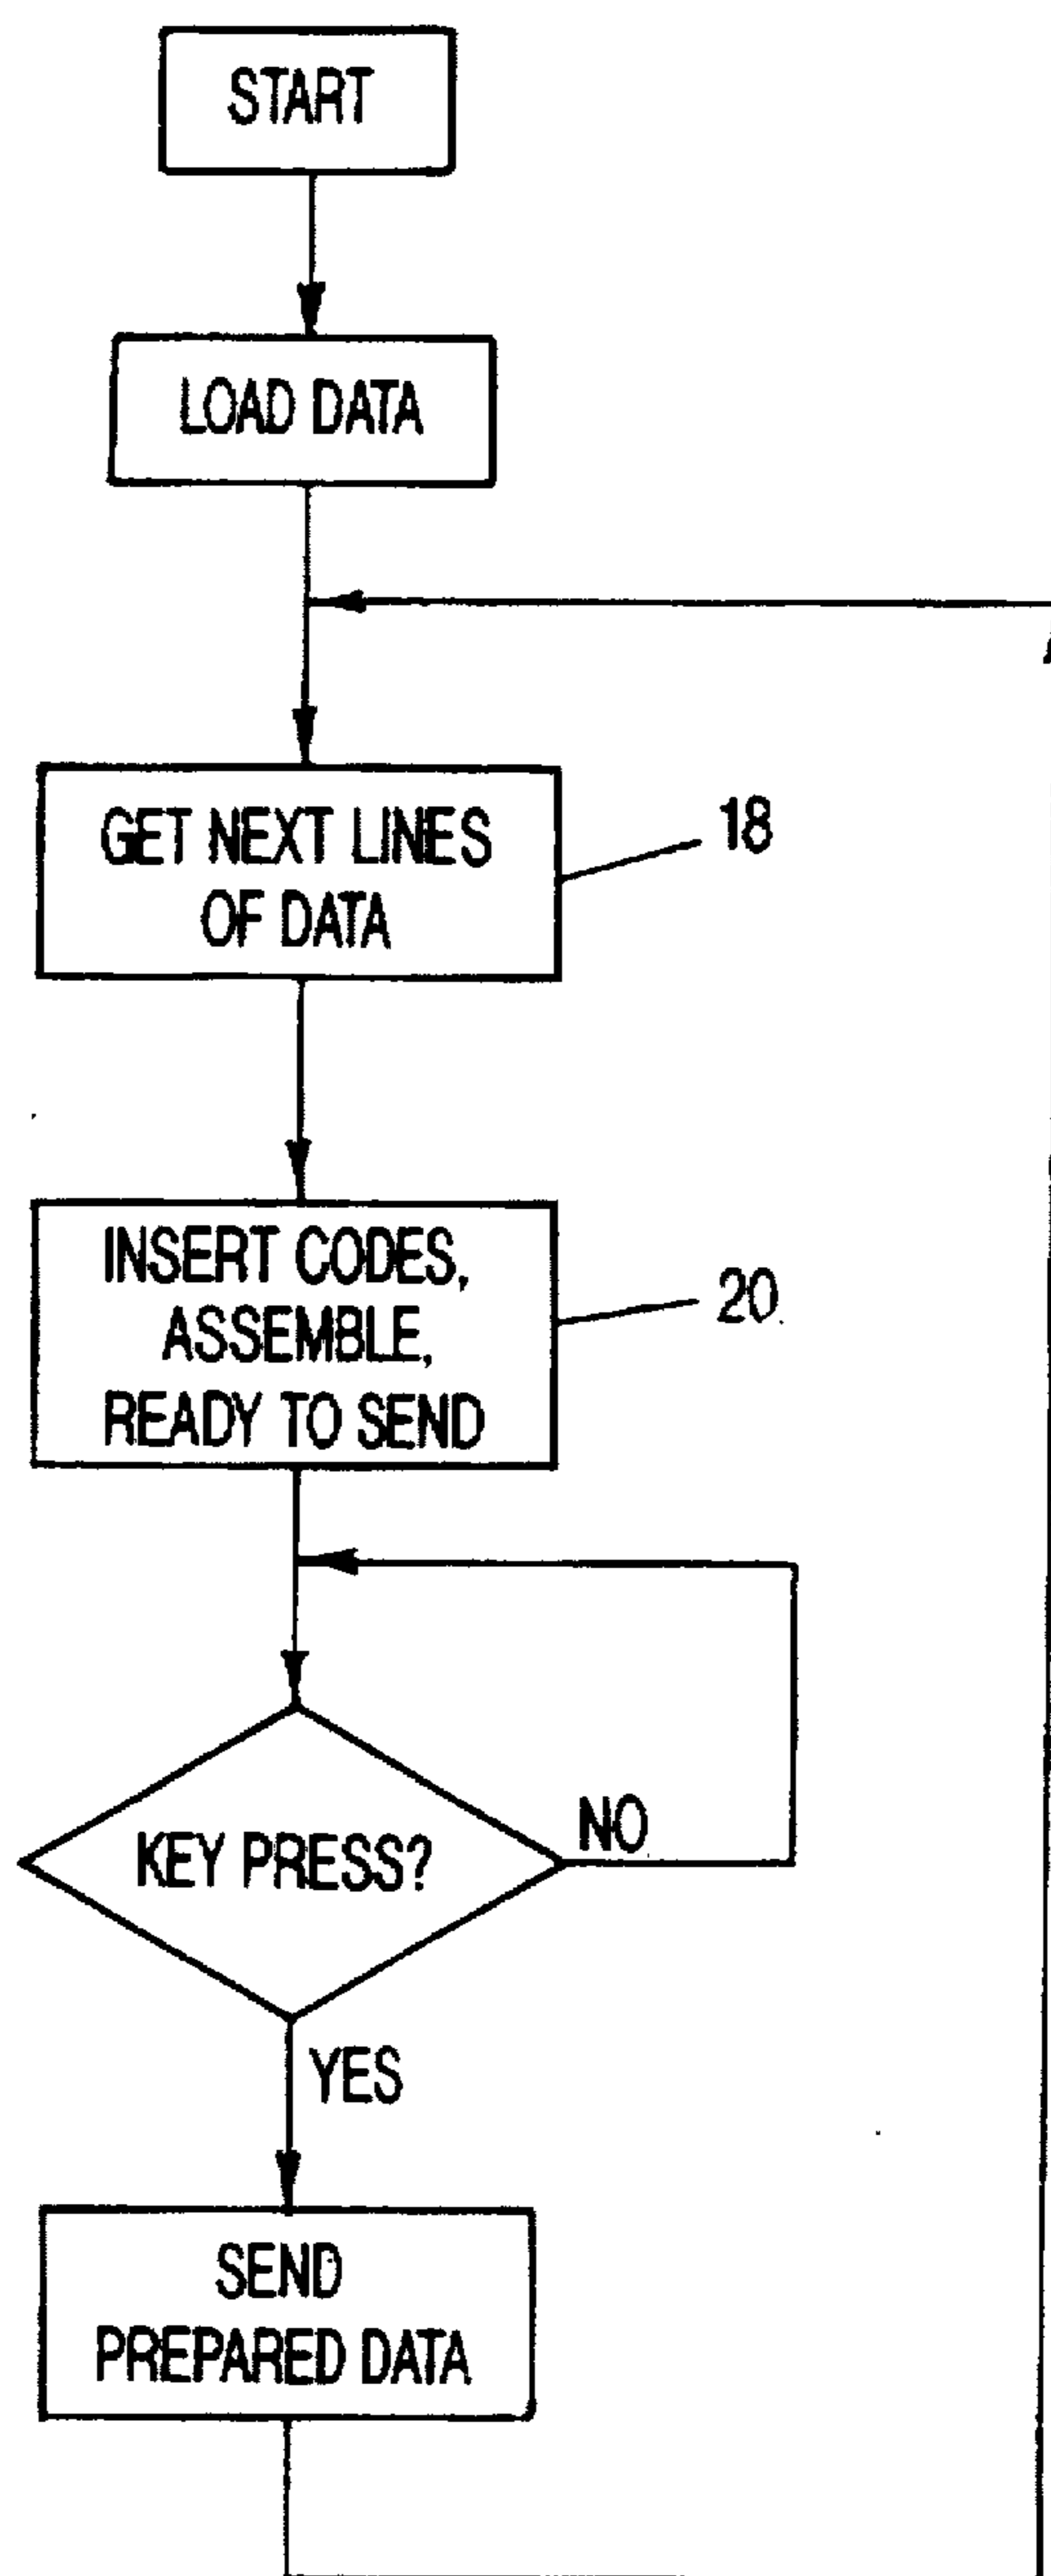 START
LOAD DATA
GET NEXT LINES
OF DATA
18
INSERT CODES,
ASSEMBLE,
READY TO SEND
20
KEY PRESS?
NO
YES
SEND
PREPARED DATA